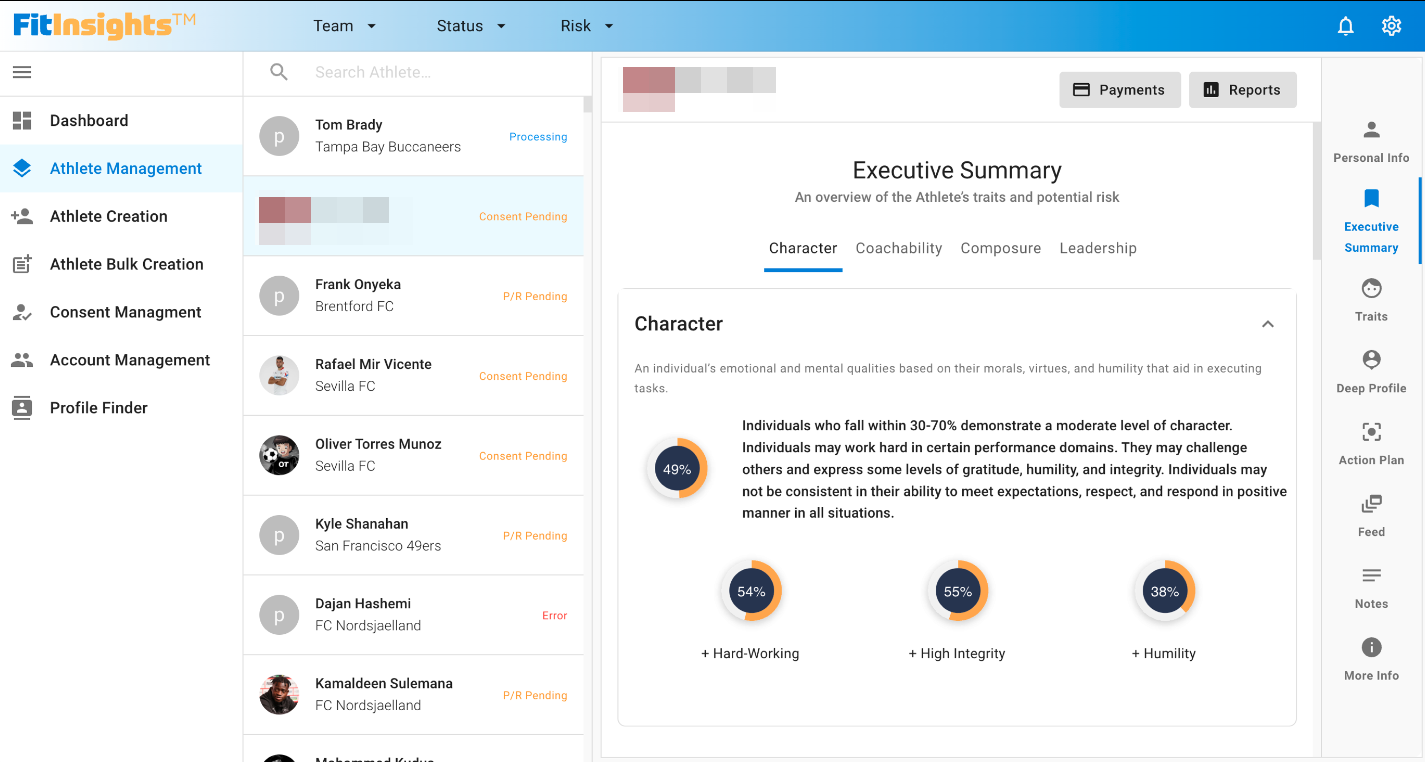 FitInsights™
Team
Status
Risk
Search Athlete...
Dashboard
Athlete Management
Athlete Creation
Athlete Bulk Creation
Consent Managment
Account Management
Profile Finder
p
Tom Brady
Tampa Bay Buccaneers
Processing
Consent Pending
p
Frank Onyeka
Brentford FC
P/R Pending
Rafael Mir Vicente
Sevilla FC
Consent Pending
OT
Oliver Torres Munoz
Sevilla FC
Consent Pending
p
Kyle Shanahan
San Francisco 49ers
P/R Pending
p
Dajan Hashemi
FC Nordsjaelland
Error
Kamaldeen Sulemana
FC Nordsjaelland
P/R Pending
Payments
Reports
Executive Summary
An overview of the Athlete's traits and potential risk
Character
Coachability
Composure
Leadership
Character
An individual's emotional and mental qualities based on their morals, virtues, and humility that aid in executing
tasks.
49%
Individuals who fall within 30-70% demonstrate a moderate level of character.
Individuals may work hard in certain performance domains. They may challenge
others and express some levels of gratitude, humility, and integrity. Individuals may
not be consistent in their ability to meet expectations, respect, and respond in positive
manner in all situations.
54%
55%
38%
+ Hard-Working
+ High Integrity
+ Humility
Personal Info
Executive
Summary
Traits
Deep Profile
Action Plan
Feed
Notes
More Info